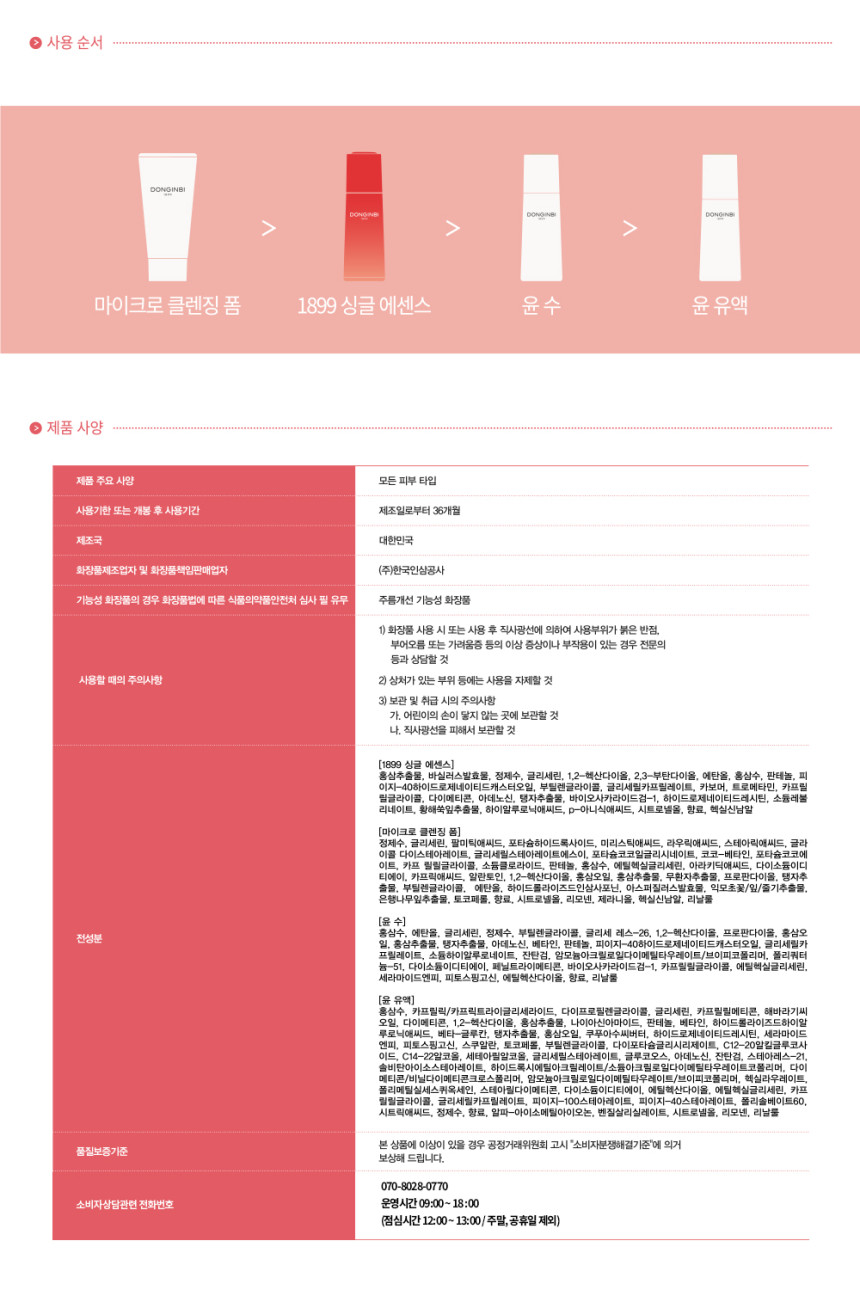 사용 순서
DONGINBI
DONGINBI
DONGINBI
DONGINBI
>
>
>
마이크로 클렌징 폼
1899 싱글 에센스
윤 수
윤 유액
제품 사양
제품 주요 사양
모든 피부 타입
사용기한 또는 개봉 후 사용기간
제조일로부터 36개월
제조국
대한민국
화장품제조업자 및 화장품책임판매업자
(주)한국인삼공사
기능성 화장품의 경우 화장품법에 따른 식품의약품안전처 심사 필 유무
주름개선 기능성 화장품
사용할 때의 주의사항
1) 화장품 사용 시 또는 사용 후 직사광선에 의하여 사용부위가 붉은 반점,
부어오름 또는 가려움증 등의 이상 증상이나 부작용이 있는 경우 전문의
등과 상담할 것
2) 상처가 있는 부위 등에는 사용을 자제할 것
3) 보관 및 취급 시의 주의사항
가. 어린이의 손이 닿지 않는 곳에 보관할 것
나. 직사광선을 피해서 보관할 것
전성분
[1899 싱글 에센스]
홍삼추출물, 바실러스발효물, 정제수, 글리세린, 1,2-헥산다이올, 2,3-부탄다이올, 에탄올, 홍삼수, 판테놀, 피
이지-40하이드로제네이티드캐스터오일, 부틸렌글라이콜, 글리세릴카프릴레이트, 카보머, 트로메타민, 카프릴
릴글라이콜, 다이메티콘, 아데노신, 탱자추출물, 바이오사카라이드검-1, 하이드로제네이티드레시틴, 소듐레불
리네이트, 황해쑥잎추출물, 하이알루로닉애씨드, p-아니식애씨드, 시트로넬올, 향료, 헥실신남알
[마이크로 클렌징 폼]
정제수, 글리세린, 팔미틱애씨드, 포타슘하이드록사이드, 미리스틱애씨드, 라우릭애씨드, 스테아릭애씨드, 글라
이콜 다이스테아레이트, 글리세릴스테아레이트에스이, 포타슘코코일글리시네이트, 코코-베타인, 포타슘코코에
이트, 카프 릴릴글라이콜, 소듐클로라이드, 판테놀, 홍삼수, 에틸헥실글리세린, 아라키딕애씨드, 다이소듐이디
티에이, 카프릭애씨드, 알란토인, 1,2-헥산다이올, 홍삼오일, 홍삼추출물, 무환자추출물, 프로판다이올, 탱자추
출물, 부틸렌글라이콜, 에탄올, 하이드롤라이즈드인삼사포닌, 아스퍼질러스발효물, 익모초꽃/잎/줄기추출물,
은행나무잎추출물, 토코페롤, 향료, 시트로넬올, 리모넨, 제라니올, 헥실신남알, 리날룰
[윤 수]
홍삼수, 에탄올, 글리세린, 정제수, 부틸렌글라이콜, 글리세 레스-26, 1,2-헥산다이올, 프로판다이올, 홍삼오
일, 홍삼추출물, 탱자추출물, 아데노신, 베타인, 판테놀, 피이지-40하이드로제네이티드캐스터오일, 글리세릴카
프릴레이트, 소듐하이알루로네이트, 잔탄검, 암모늄아크릴로일다이메틸타우레이트/브이피코폴리머, 폴리쿼터
늄-51, 다이소듐이디티에이, 페닐트라이메티콘, 바이오사카라이드검-1, 카프릴릴글라이콜, 에틸헥실글리세린,
세라마이드엔피, 피토스핑고신, 에틸헥산다이올, 향료, 리날룰
[윤 유액]
홍삼수, 카프릴릭/카프릭트라이글리세라이드, 다이프로필렌글라이콜, 글리세린, 카프릴릴메티콘, 해바라기씨
오일, 다이메티콘, 1,2-헥산다이올, 홍삼추출물, 나이아신아마이드, 판테놀, 베타인, 하이드롤라이즈드하이알
루로닉애씨드, 베타-글루칸, 탱자추출물, 홍삼오일, 쿠푸아수씨버터, 하이드로제네이티드레시틴, 세라마이드
엔피, 피토스핑고신, 스쿠알란, 토코페롤, 부틸렌글라이콜, 다이포타슘글리시리제이트, C12-20알킬글루코사
이드, C14-22알코올, 세테아릴알코올, 글리세릴스테아레이트, 글루코오스, 아데노신, 잔탄검, 스테아레스-21,
솔비탄아이소스테아레이트, 하이드록시에틸아크릴레이트/소듐아크릴로일다이메틸타우레이트코폴리머, 다이
메티콘/비닐다이메티콘크로스폴리머, 암모늄아크릴로일다이메틸타우레이트/브이피코폴리머, 헥실라우레이트,
폴리메틸실세스퀴옥세인, 스테아릴다이메티콘, 다이소듐이디티에이, 에틸헥산다이올, 에틸헥실글리세린, 카프
릴릴글라이콜, 글리세릴카프릴레이트, 피이지-100스테아레이트, 피이지-40스테아레이트, 폴리솔베이트60,
시트릭애씨드, 정제수, 향료, 알파-아이소메틸아이오논, 벤질살리실레이트, 시트로넬올, 리모넨, 리날룰
품질보증기준
본 상품에 이상이 있을 경우 공정거래위원회 고시 "소비자분쟁해결기준"에 의거
보상해 드립니다.
소비자상담관련 전화번호
070-8028-0770
운영시간 09:00 ~ 18:00
(점심시간 12:00 ~ 13:00 / 주말, 공휴일 제외)